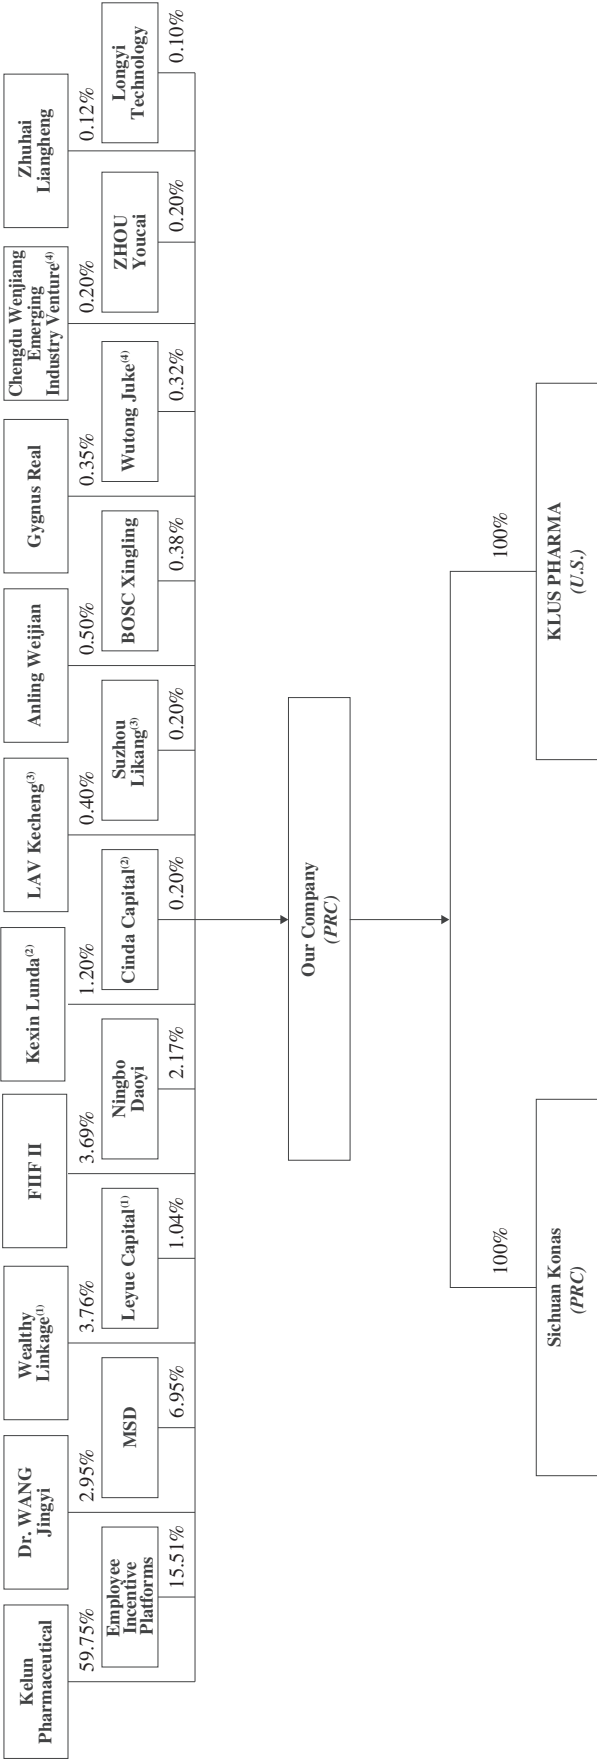 Kelun
Pharmaceutical
59.75%
Dr. WANG
Jingyi
2.95%
Wealthy
Linkage(1)
3.76%
FIIF II
3.69%
Kexin Lunda(2)
1.20%
LAV Kecheng(3)
0.40%
Anling Weijian
0.50%
Gygnus Real
0.35%
Chengdu Wenjiang
Emerging
Industry Venture(4)
0.20%
Zhuhai
Liangheng
0.12%
Employee
Incentive
Platforms
15.51%
MSD
6.95%
Leyue Capital(1)
1.04%
Ningbo
Daoyi
2.17%
Cinda Capital(2)
0.20%
Suzhou
Likang(3)
0.20%
BOSC Xingling
0.38%
Wutong Juke(4)
0.32%
ZHOU
Youcai
0.20%
Longyi
Technology
0.10%
Our Company
(PRC)
100%
Sichuan Konas
(PRC)
100%
KLUS PHARMA
(U.S.)